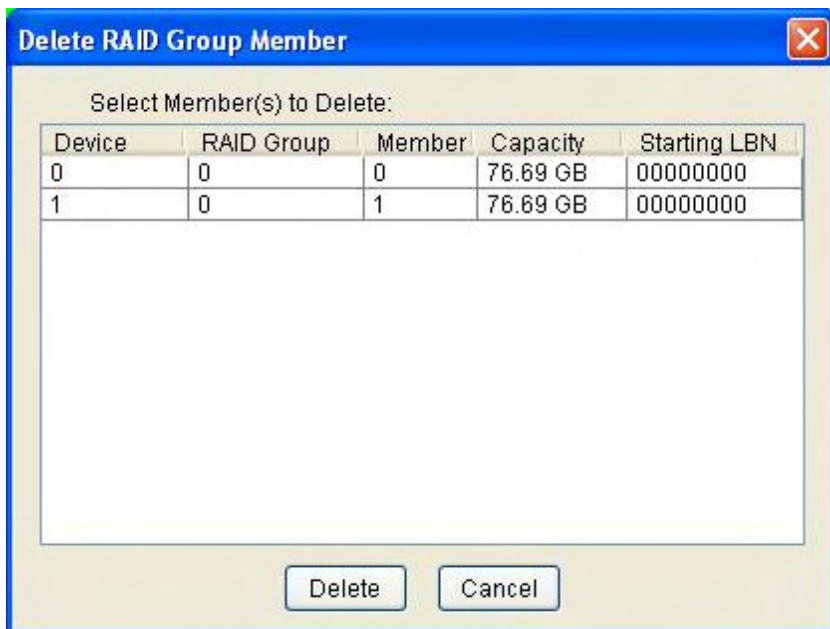 Delete RAID Group Member
Select Member(s) to Delete:
Device RAID Group Member Capacity Starting LBN
0 0 0 76.69 GB 00000000
1 0 1 76.69 GB 00000000
Delete Cancel